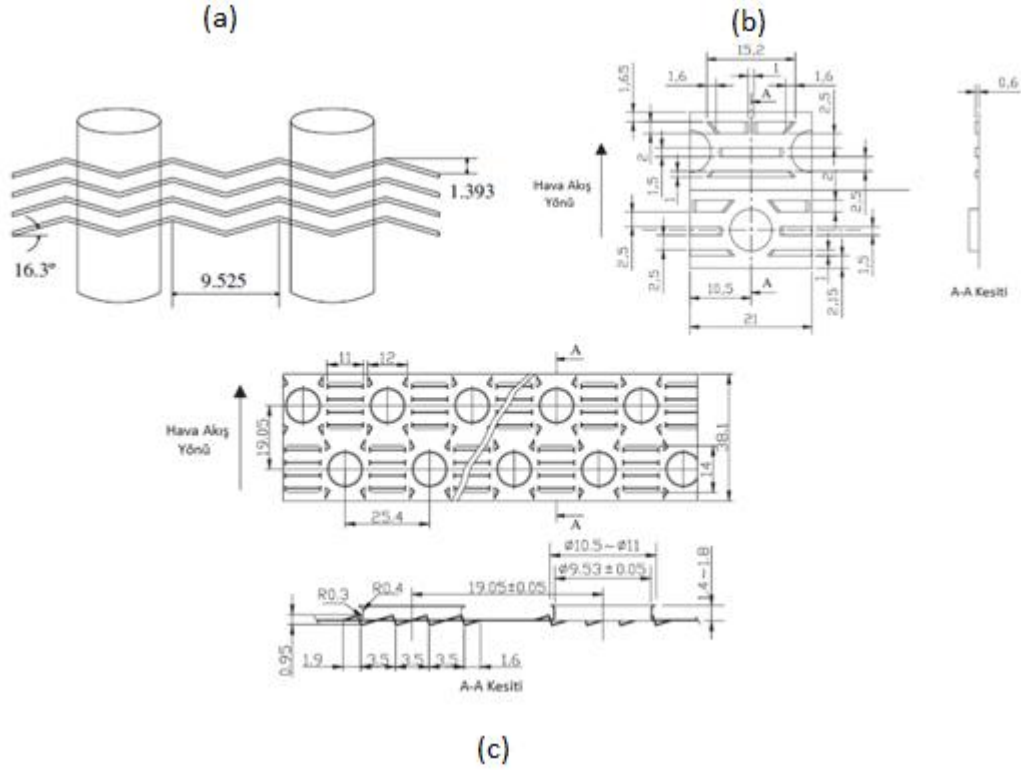 (a)
1.393
16.3°
9.525
(b)
15,2
1,65
1,6
1
1,6
A
2,5
0,6
2
1,5
1
2
2,5
Hava Akış
Yönü
2,5
2,5
1,5
1
2,15
10,5
A
21
A-A Kesiti
11
12
A
Hava Akış
Yönü
19.05
38.1
14
25.4
A
Ø10.5~Ø11
Ø9.53±0.05
19.05±0.05
1.4~1.8
R0.3
R0.4
0.95
1.9
3.5
3.5
3.5
1.6
A-A Kesiti
(c)